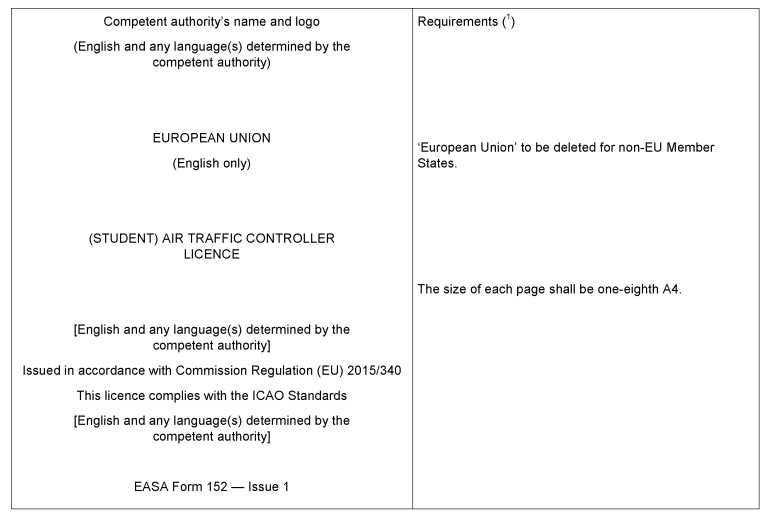 Competent authority's name and logo
(English and any language(s) determined by the
competent authority)
EUROPEAN UNION
(English only)
(STUDENT) AIR TRAFFIC CONTROLLER
LICENCE
[English and any language(s) determined by the
competent authority]
Issued in accordance with Commission Regulation (EU) 2015/340
This licence complies with the ICAO Standards
[English and any language(s) determined by the
competent authority]
EASA Form 152 — Issue 1
Requirements (¹)
‘European Union’ to be deleted for non-EU Member
States.
The size of each page shall be one-eighth A4.